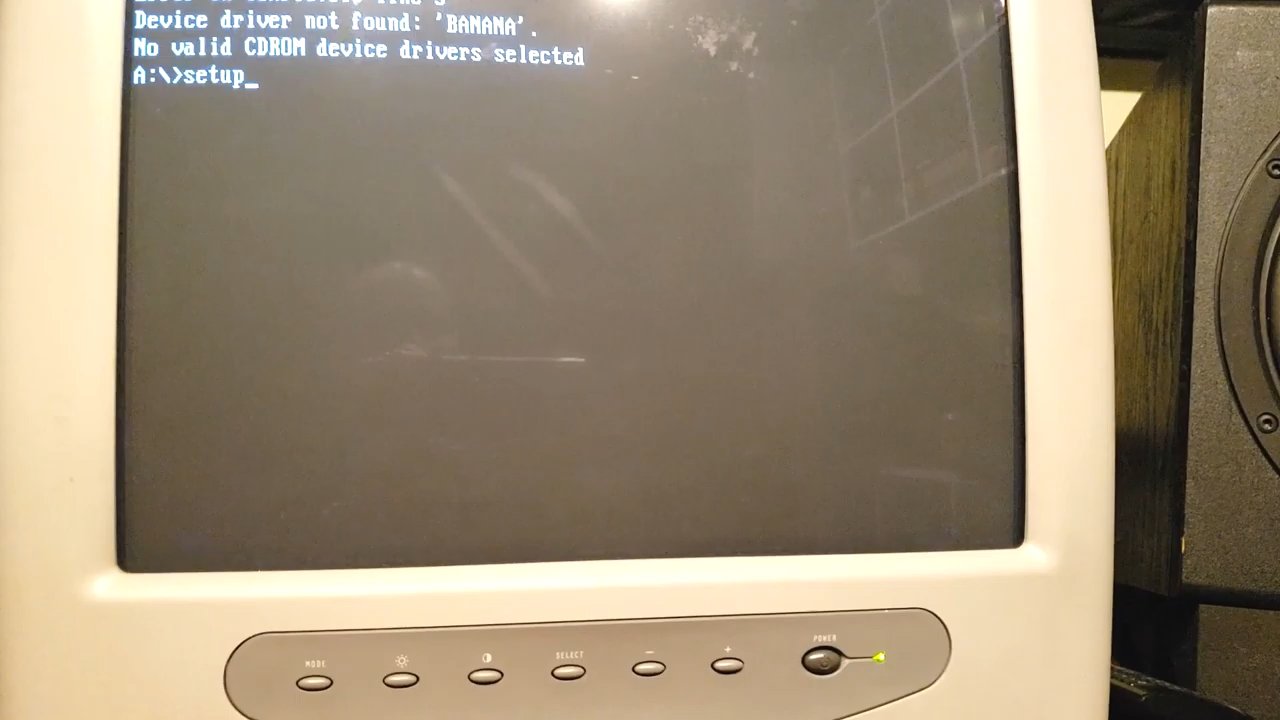 Device driver not found: 'BANANA'.
No valid CDROM device drivers selected
A:\>setup_
MODE
SELECT
-
+
POWER